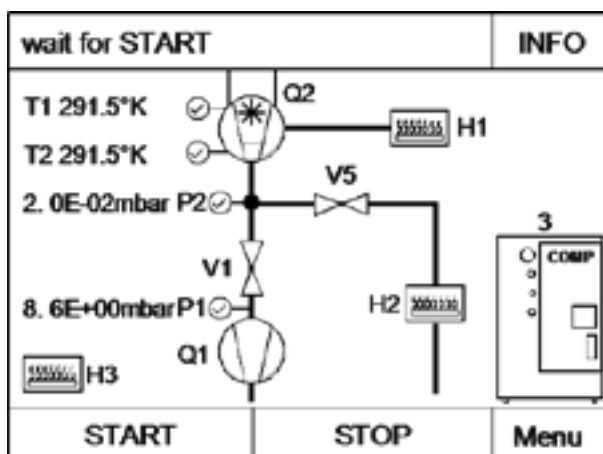 wait for START INFO
T1 291.5°K Q2
H1
T2 291.5°K
V5
2. 0E-02mbar P2
3
COMP
V1
8. 6E+00mbar P1 H2
Q1
H3
START STOP Menu